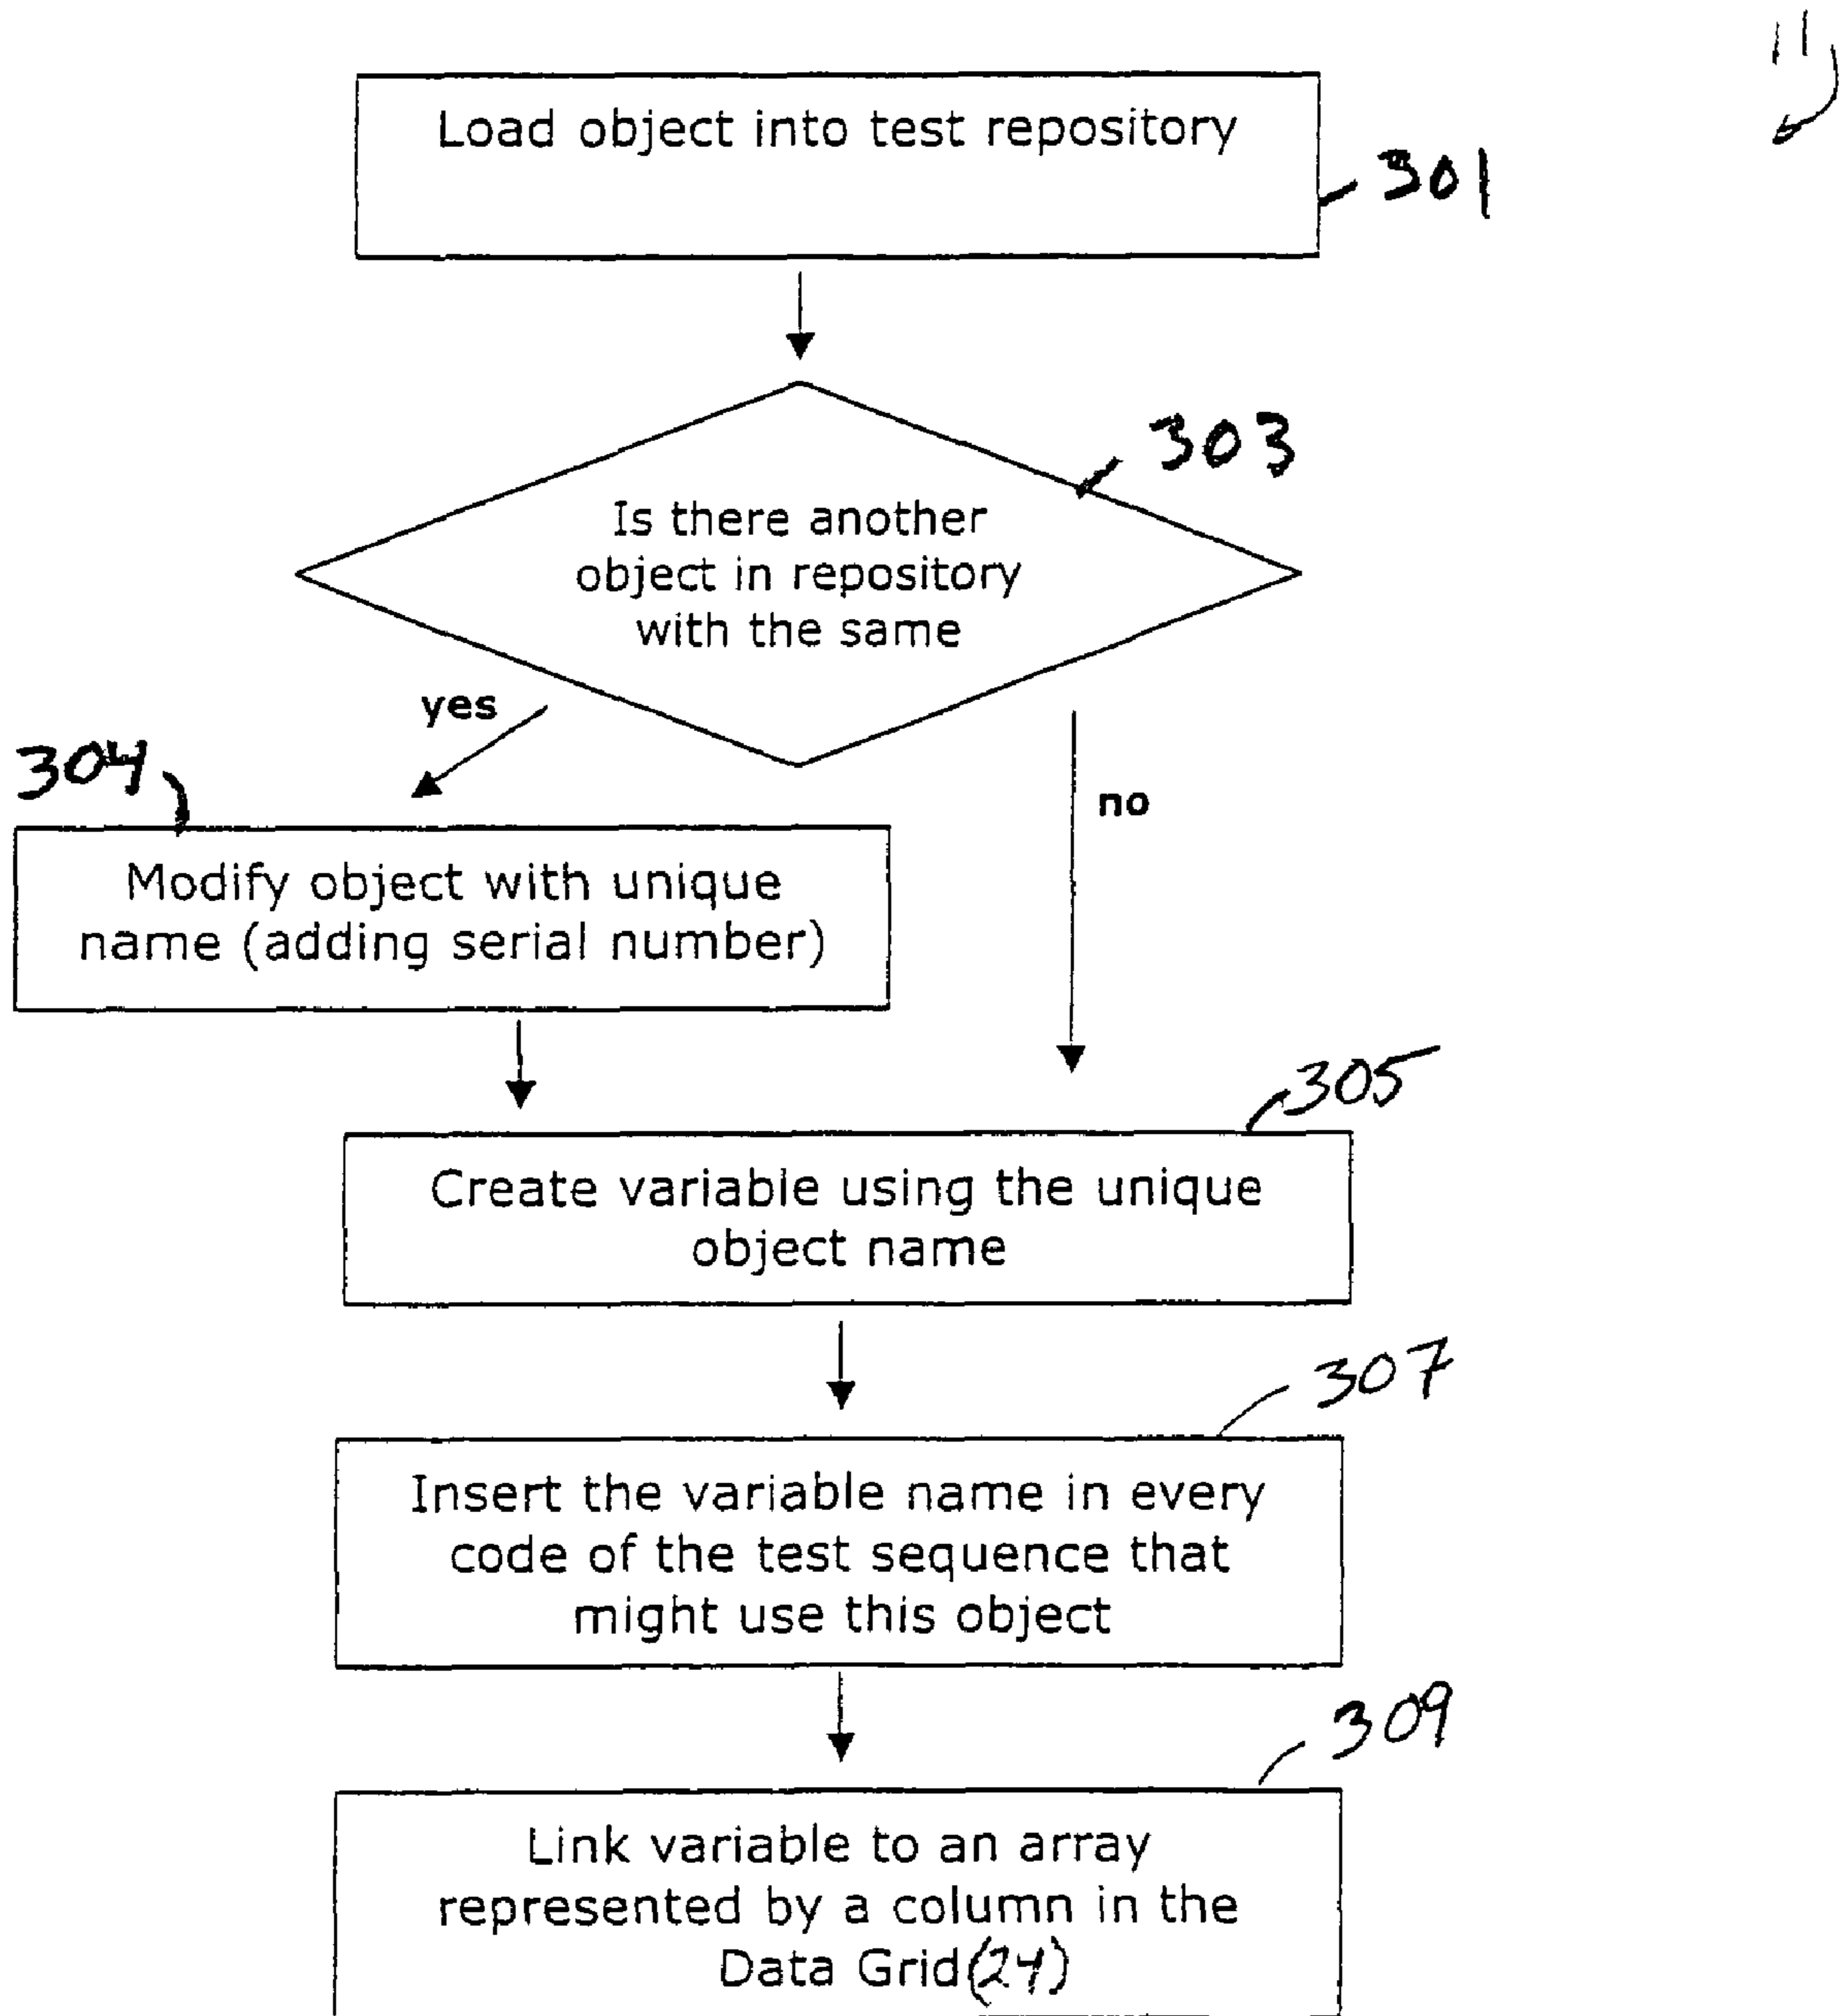 11
Load object into test repository
301
303
Is there another
object in repository
with the same
yes
no
304
Modify object with unique
name (adding serial number)
305
Create variable using the unique
object name
307
Insert the variable name in every
code of the test sequence that
might use this object
309
Link variable to an array
represented by a column in the
Data Grid (24)